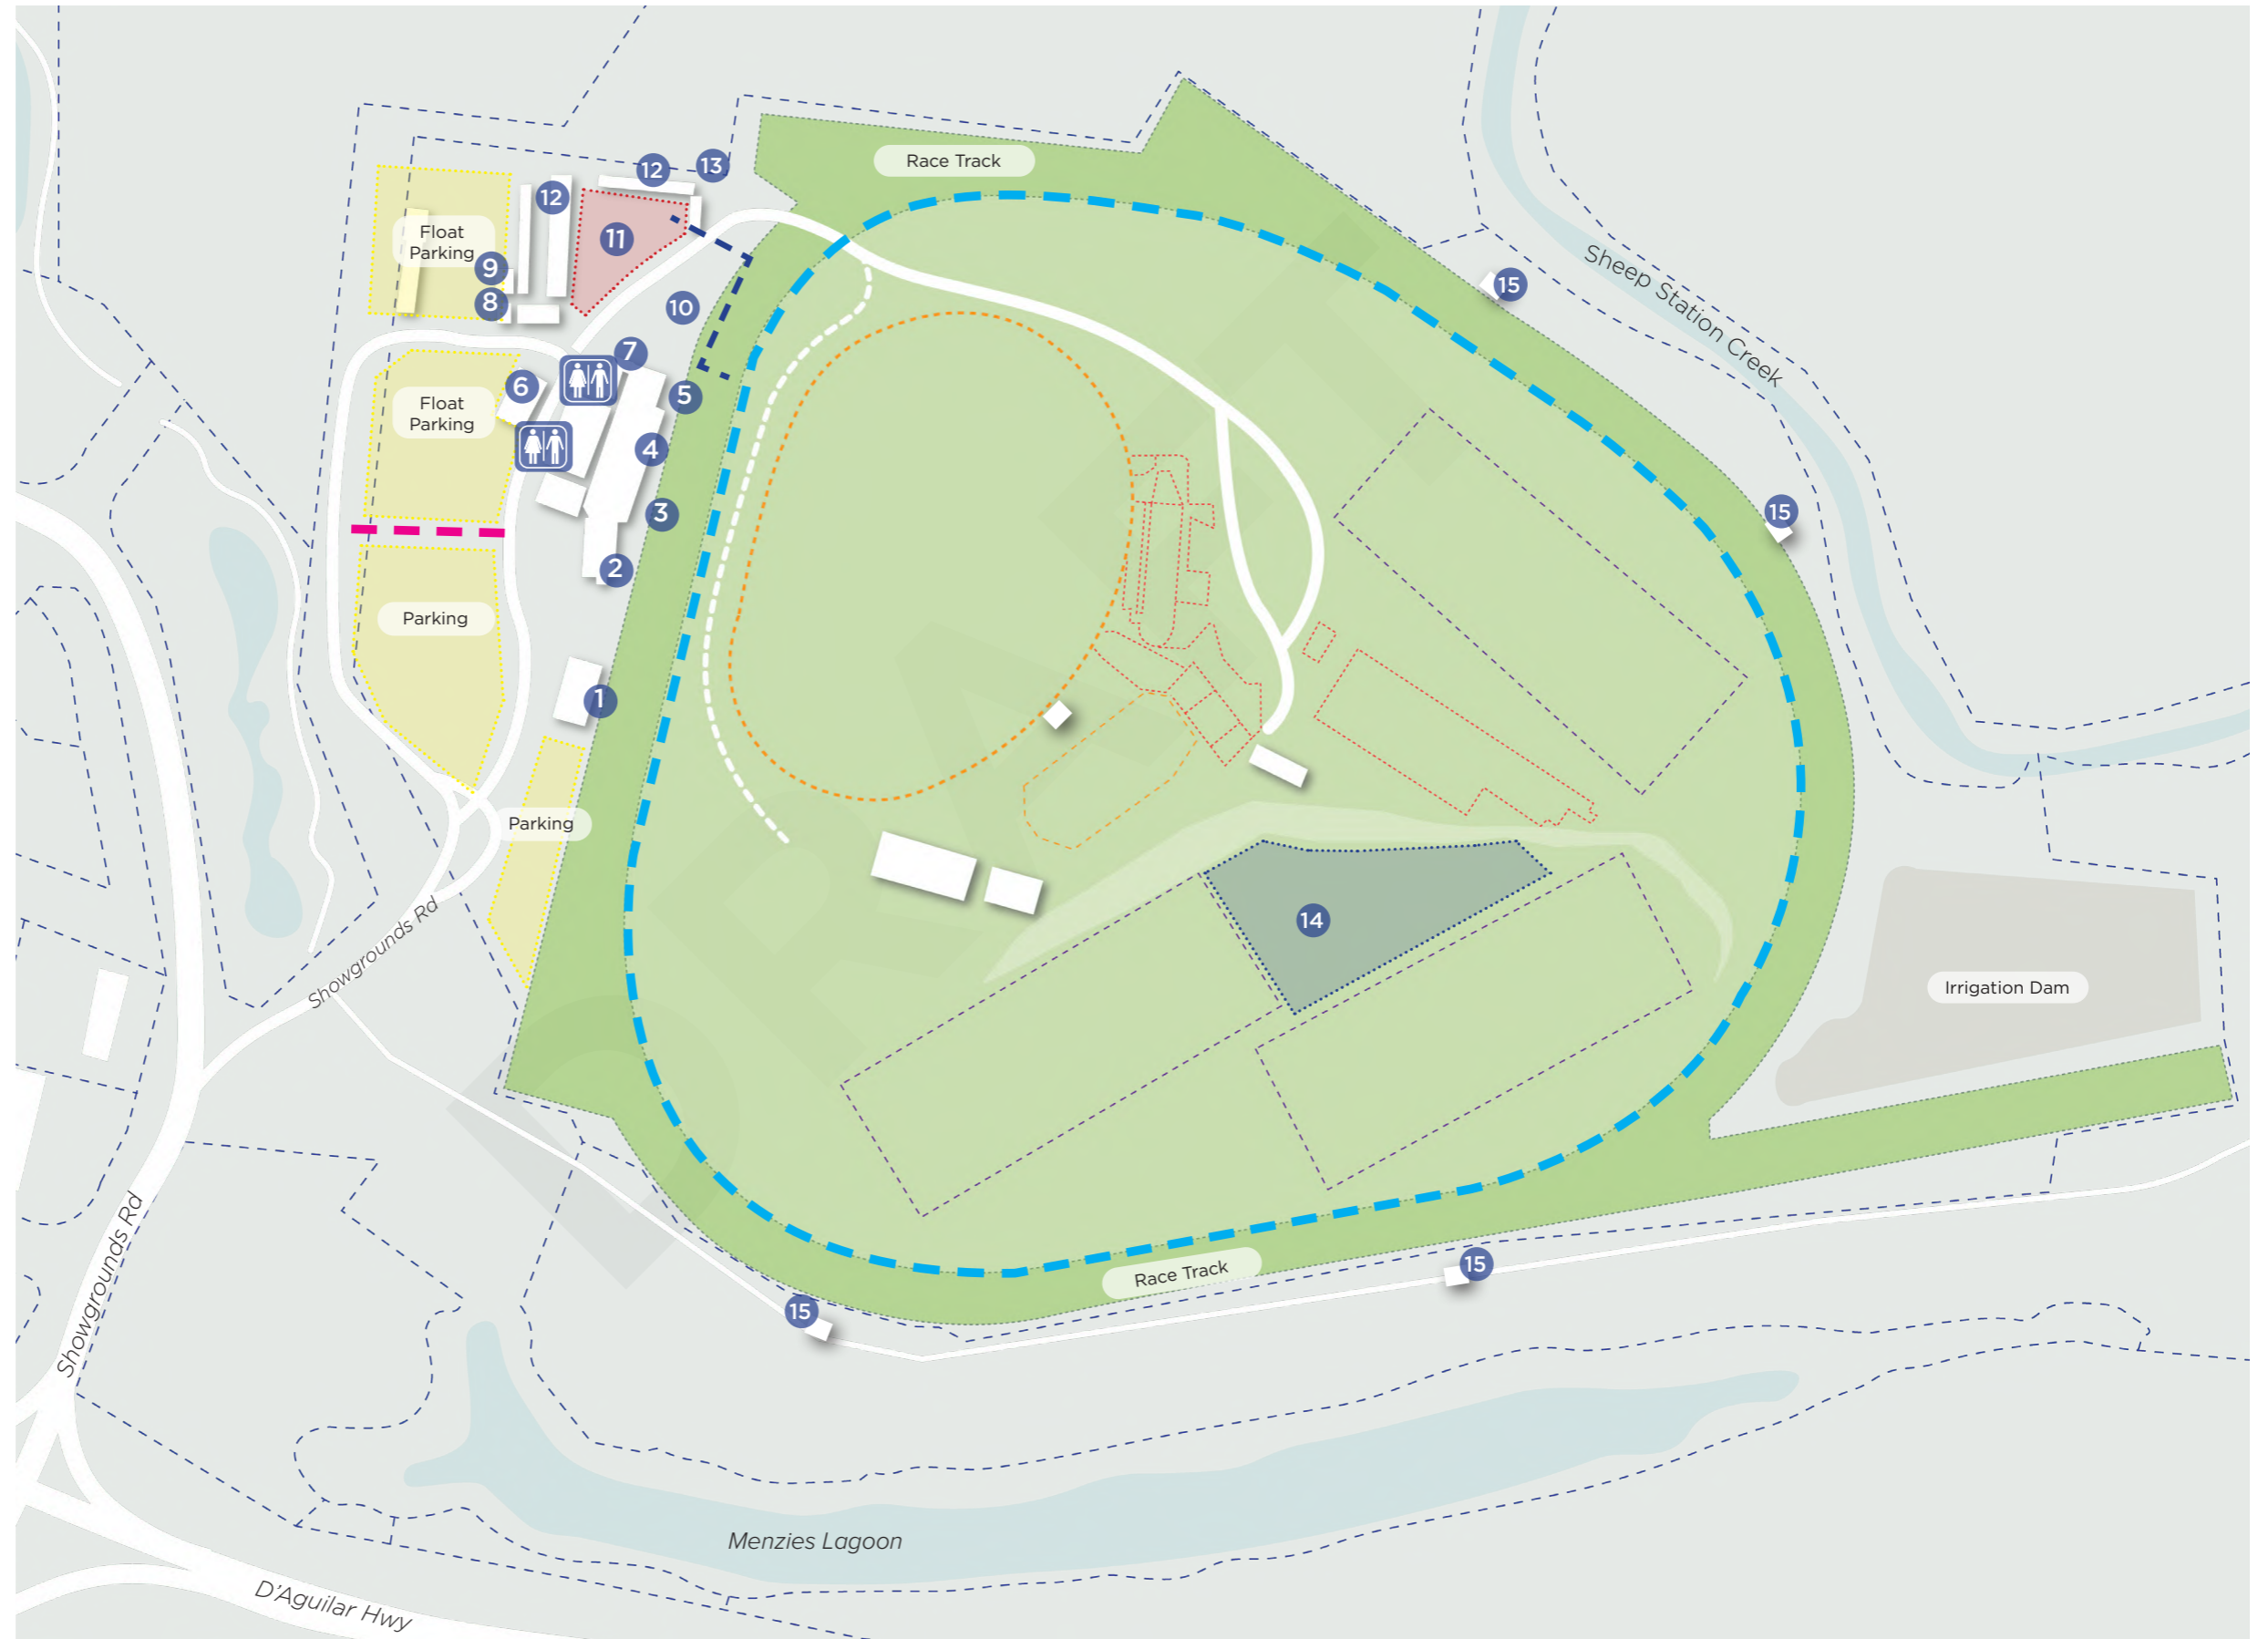 Race Track
13
12
12
Float
Parking
11
9
8
10
15
Sheep Station Creek
7
6
5
Float
Parking
4
3
15
2
Parking
1
Parking
14
Showgrounds Rd
Irrigation Dam
Showgrounds Rd
Race Track
15
15
Menzies Lagoon
D'Aguilar Hwy